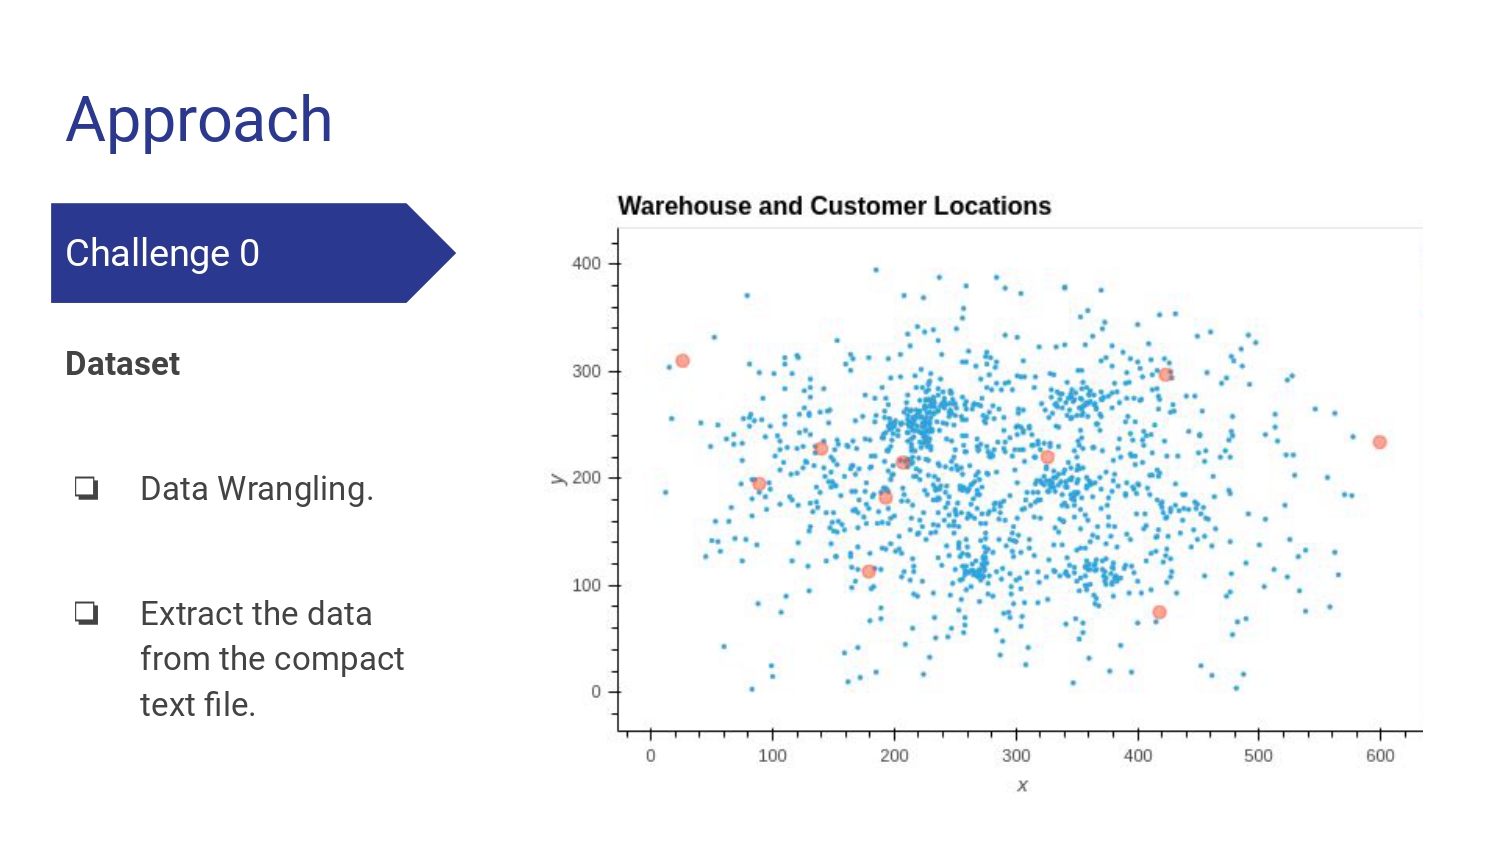 Approach
Challenge 0
Dataset
❏ Data Wrangling.
❏ Extract the data
from the compact
text file.
Warehouse and Customer Locations
400
300
200
100
0
y
0 100 200 300 400 500 600
x